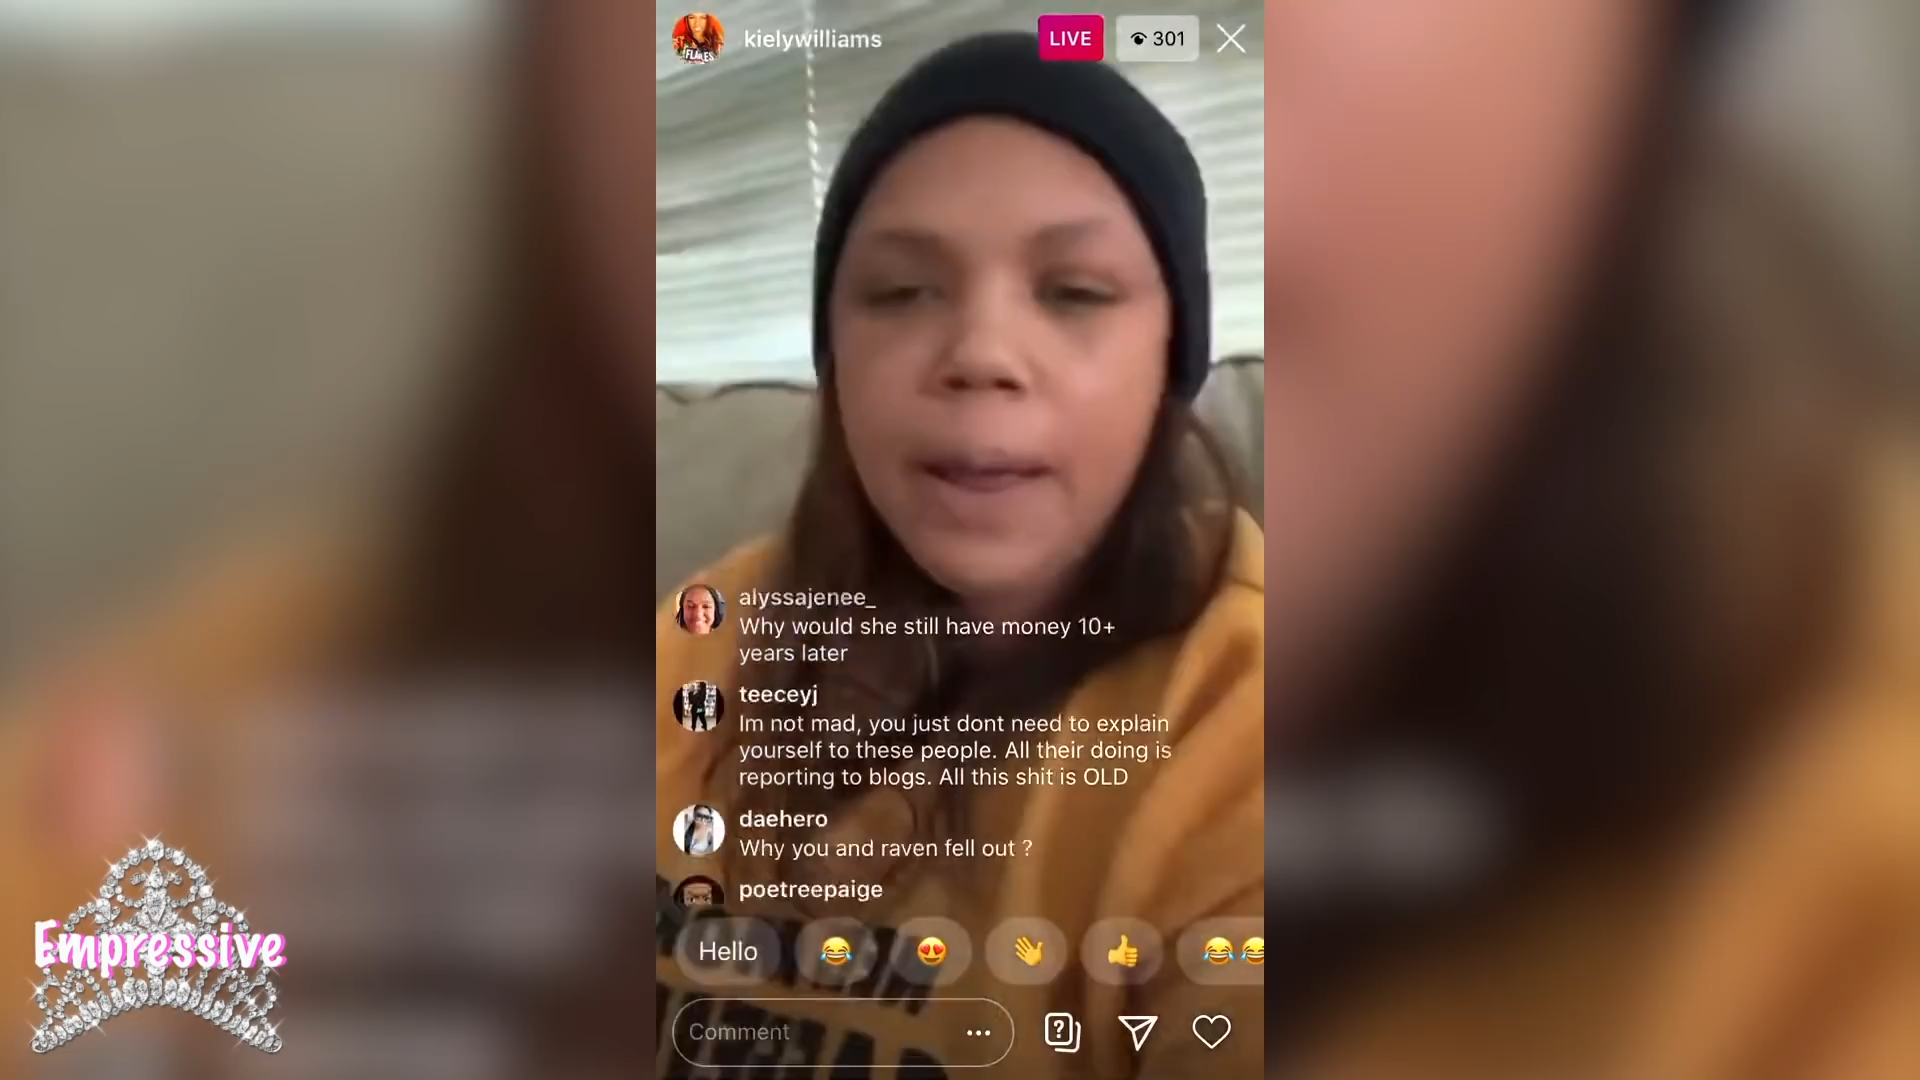 kielywilliams
LIVE
301
alyssajenee_
Why would she still have money 10+
years later
teeceyj
Im not mad, you just dont need to explain
yourself to these people. All their doing is
reporting to blogs. All this shit is OLD
daehero
Why you and raven fell out ?
poetreepaige
Hello
Comment
Empressive